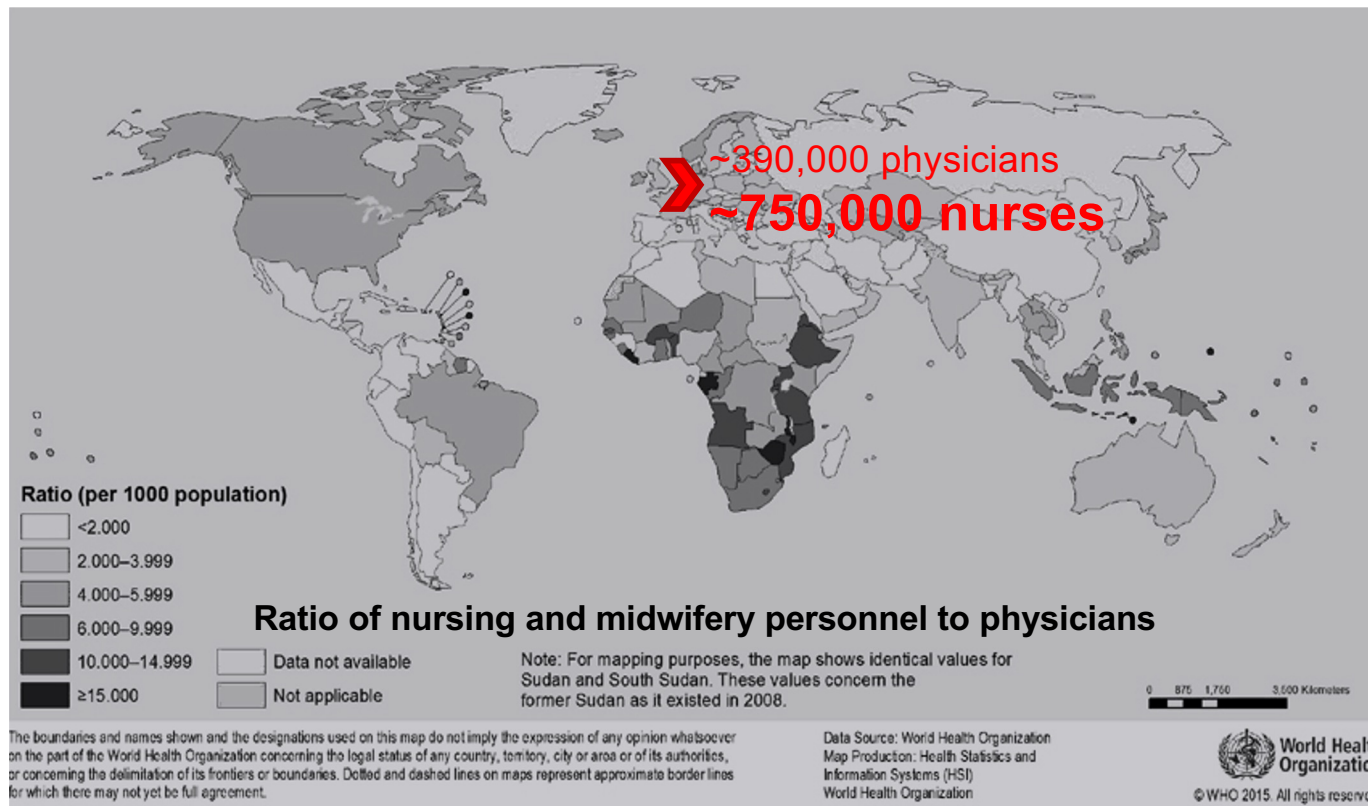 ~390,000 physicians
~750,000 nurses
Ratio (per 1000 population)
<2.000
2.000–3.999
4.000–5.999
6.000–9.999
10.000–14.999
≥15.000
Data not available
Not applicable
Ratio of nursing and midwifery personnel to physicians
Note: For mapping purposes, the map shows identical values for
Sudan and South Sudan. These values concern the
former Sudan as it existed in 2008.
0 875 1,750 3,500 Kilometers
The boundaries and names shown and the designations used on this map do not imply the expression of any opinion whatsoever
on the part of the World Health Organization concerning the legal status of any country, territory, city or area or of its authorities,
or concerning the delimitation of its frontiers or boundaries. Dotted and dashed lines on maps represent approximate border lines
for which there may not yet be full agreement.
Data Source: World Health Organization
Map Production: Health Statistics and
Information Systems (HSI)
World Health Organization
World Healt
Organizatio
© WHO 2015. All rights reserve